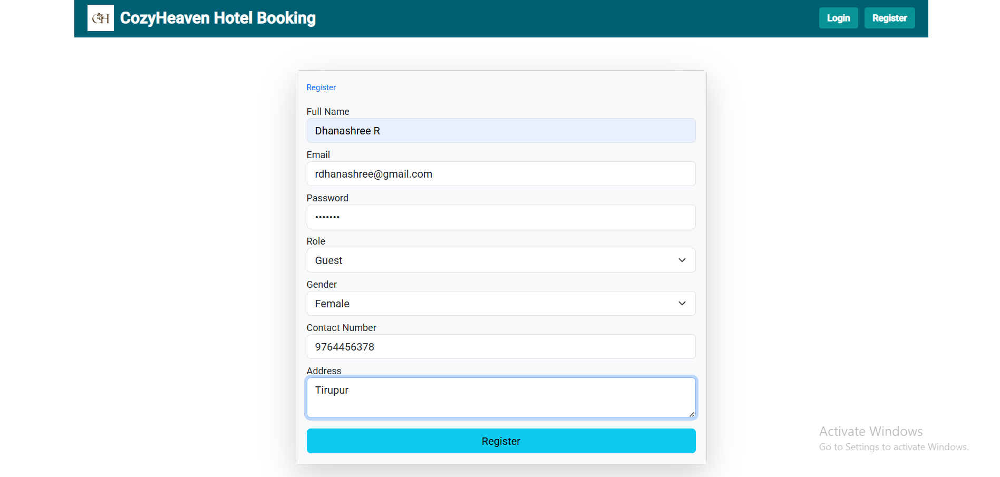 CH CozyHeaven Hotel Booking Login Register
Register
Full Name
Dhanashree R
Email
rdhanashree@gmail.com
Password
•••••••
Role
Guest
Gender
Female
Contact Number
9764456378
Address
Tirupur
Register
Activate Windows
Go to Settings to activate Windows.